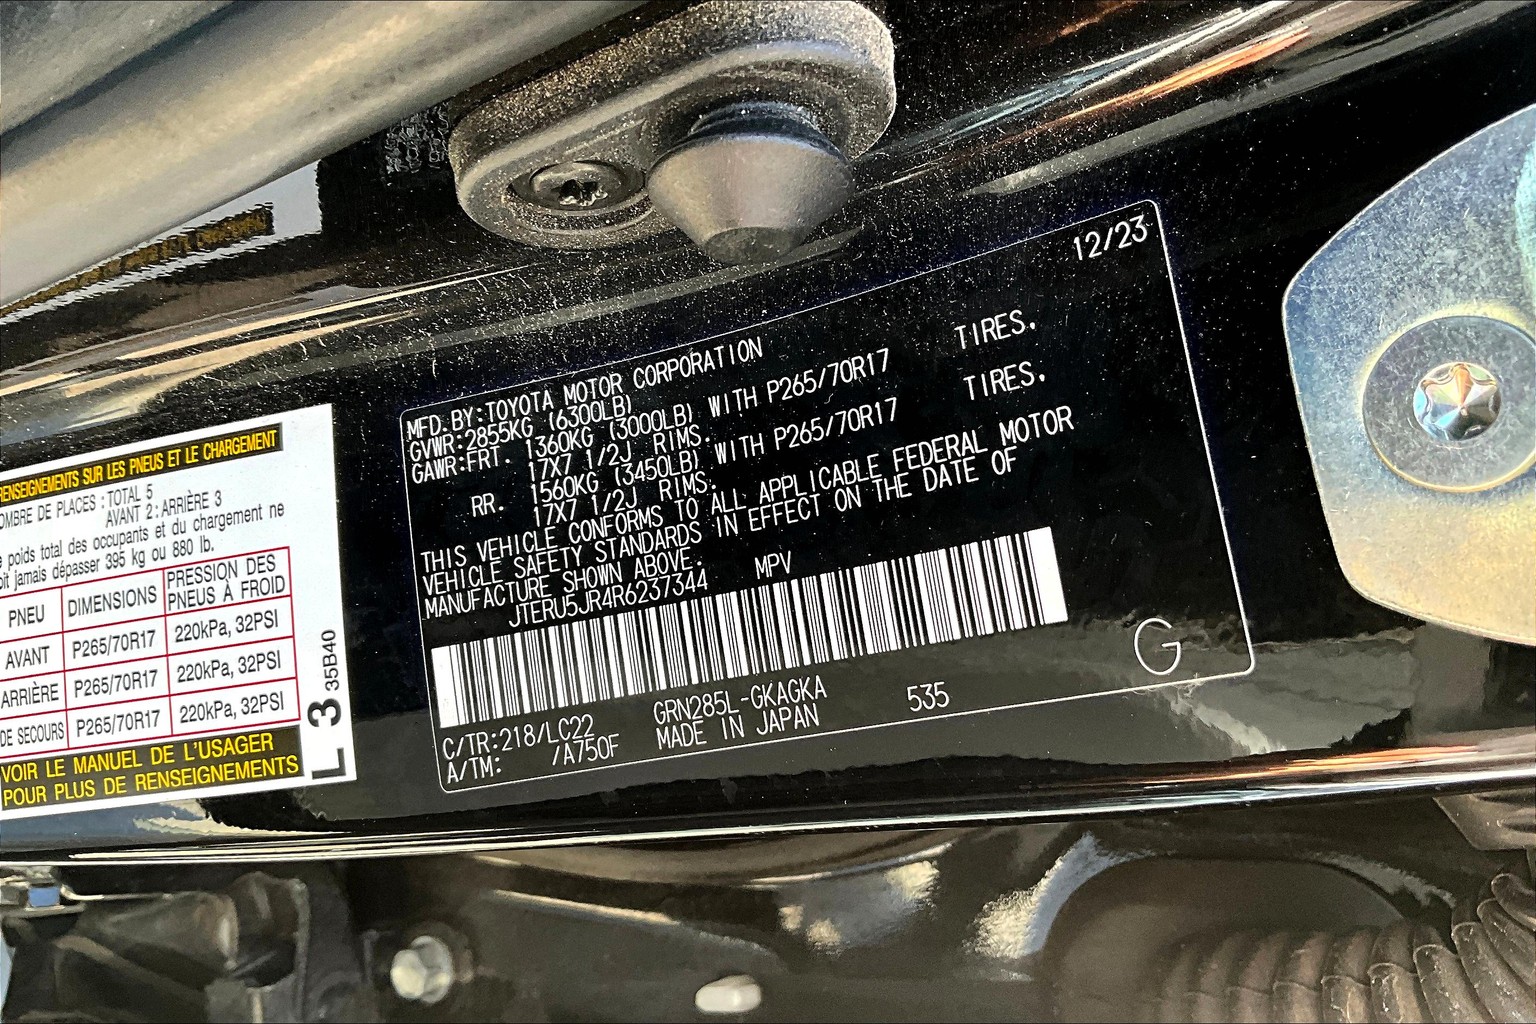 RENSEIGNEMENTS SUR LES PNEUS ET LE CHARGEMENT
NOMBRE DE PLACES : TOTAL 5
AVANT 2 : ARRIÈRE 3
poids total des occupants et du chargement ne
jamais dépasser 395 kg ou 880 lb.
PNEU DIMENSIONS PRESSION DES PNEUS À FROID
AVANT P265/70R17 220kPa, 32PSI
ARRIÈRE P265/70R17 220kPa, 32PSI
DE SECOURS P265/70R17 220kPa, 32PSI
VOIR LE MANUEL DE L'USAGER
POUR PLUS DE RENSEIGNEMENTS
L 3 35B40
12/23
MFD. BY:TOYOTA MOTOR CORPORATION
GVWR:2855KG (6300LB)
GAWR:FRT. 1360KG (3000LB) WITH P265/70R17 TIRES.
17X7 1/2J RIMS.
RR. 1560KG (3450LB) WITH P265/70R17 TIRES.
17X7 1/2J RIMS.
THIS VEHICLE CONFORMS TO ALL APPLICABLE FEDERAL MOTOR
VEHICLE SAFETY STANDARDS IN EFFECT ON THE DATE OF
MANUFACTURE SHOWN ABOVE.
JTERU5JR4R6237344 MPV
C/TR:218/LC22 GRN285L-GKAGKA 535 G
A/TM: /A750F MADE IN JAPAN